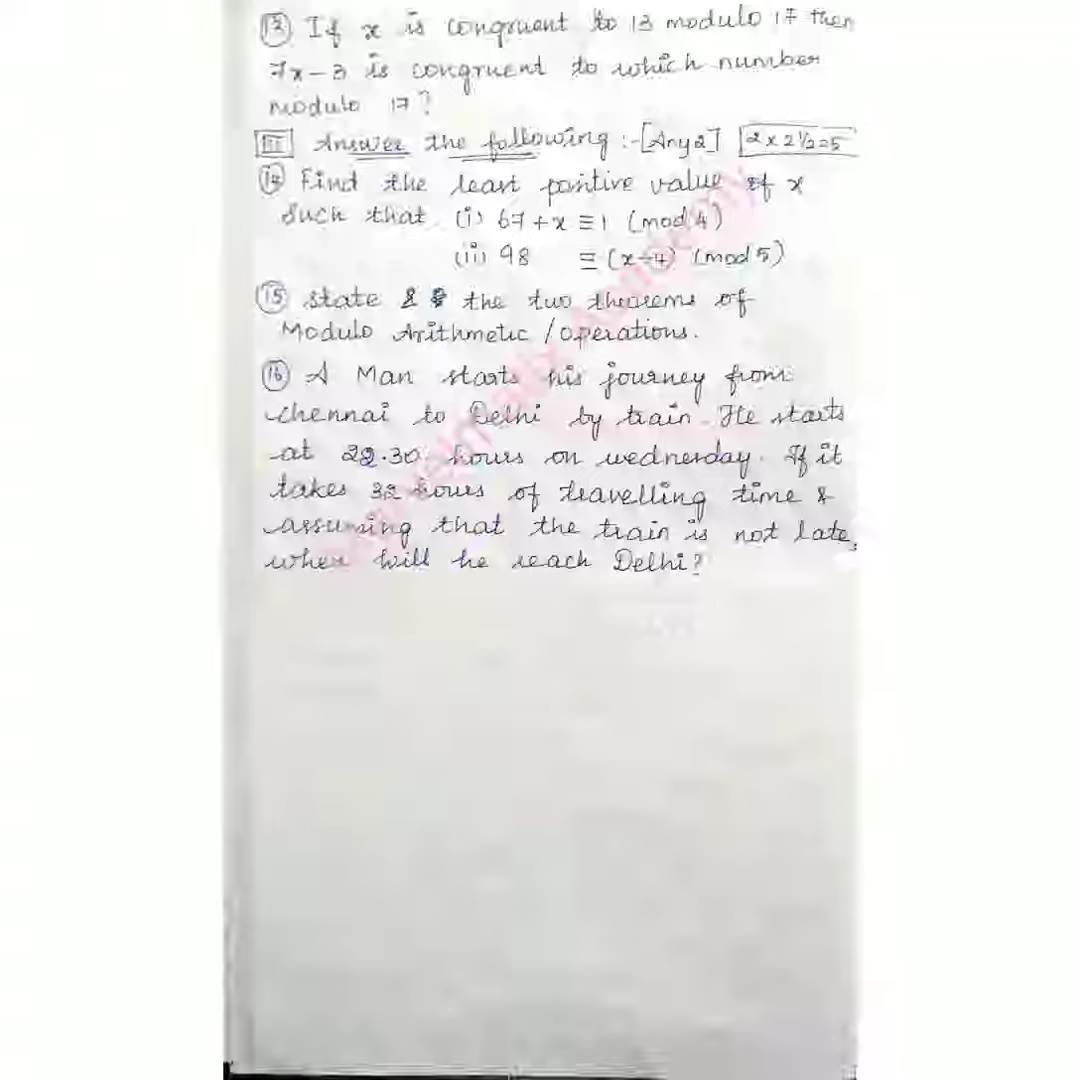 13 If x is congruent to 13 modulo 17 then
7x-3 is congruent to which number
modulo 17?
III Answer the following :-[Any 2] 2 x 2 1/2=5
14 Find the least positive value of x
such that (i) 67+x ≡ 1 (mod 4)
(ii) 98 ≡ (x+4) (mod 5)
15 State & the two theorems of
Modulo Arithmetic /operations.
16 A Man starts his journey from
chennai to Delhi by train. He starts
at 22.30 hours on wednesday. If it
takes 32 hours of travelling time &
assuming that the train is not late,
when will he reach Delhi?